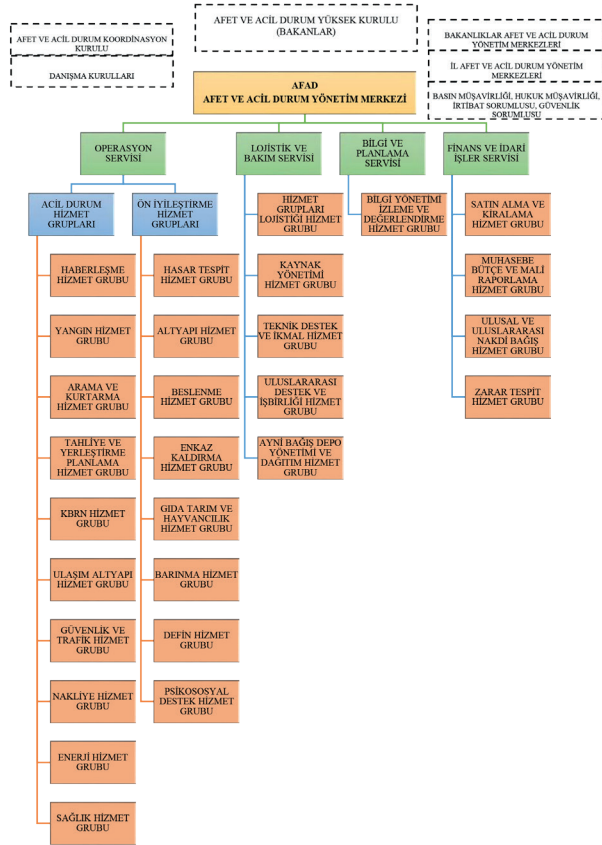 AFET VE ACİL DURUM YÜKSEK KURULU
(BAKANLAR)
AFET VE ACİL DURUM KOORDİNASYON
KURULU
DANIŞMA KURULLARI
BAKANLIKLAR AFET VE ACİL DURUM
YÖNETİM MERKEZLERİ
İL AFET VE ACİL DURUM YÖNETİM
MERKEZLERİ
BASIN MÜŞAVİRLİĞİ, HUKUK MÜŞAVİRLİĞİ,
İRTİBAT SORUMLUSU, GÜVENLİK
SORUMLUSU
AFAD
AFET VE ACİL DURUM YÖNETİM MERKEZİ
OPERASYON
SERVİSİ
LOJİSTİK VE
BAKIM SERVİSİ
BİLGİ VE
PLANLAMA
SERVİSİ
FİNANS VE İDARİ
İŞLER SERVİSİ
ACİL DURUM
HİZMET
GRUPLARI
ÖN İYİLEŞTİRME
HİZMET
GRUPLARI
HABERLEŞME
HİZMET GRUBU
YANGIN HİZMET
GRUBU
ARAMA VE
KURTARMA
HİZMET GRUBU
TAHLİYE VE
YERLEŞTİRME
PLANLAMA
HİZMET GRUBU
KBRN HİZMET
GRUBU
ULAŞIM ALTYAPI
HİZMET GRUBU
GÜVENLİK VE
TRAFİK HİZMET
GRUBU
NAKLİYE HİZMET
GRUBU
ENERJİ HİZMET
GRUBU
SAĞLIK HİZMET
GRUBU
HASAR TESPİT
HİZMET GRUBU
ALTYAPI HİZMET
GRUBU
BESLENME
HİZMET GRUBU
ENKAZ
KALDIRMA
HİZMET GRUBU
GIDA TARIM VE
HAYVANCILIK
HİZMET GRUBU
BARINMA HİZMET
GRUBU
DEFİN HİZMET
GRUBU
PSİKOSOSYAL
DESTEK HİZMET
GRUBU
HİZMET
GRUPLARI
LOJİSTİĞİ HİZMET
GRUBU
KAYNAK
YÖNETİMİ
HİZMET GRUBU
TEKNİK DESTEK
VE İKMAL HİZMET
GRUBU
ULUSLARARASI
DESTEK VE
İŞBİRLİĞİ HİZMET
GRUBU
AYNİ BAĞIŞ DEPO
YÖNETİMİ VE
DAĞITIM HİZMET
GRUBU
BİLGİ YÖNETİMİ
İZLEME VE
DEĞERLENDİRME
HİZMET GRUBU
SATIN ALMA VE
KİRALAMA
HİZMET GRUBU
MUHASEBE
BÜTÇE VE MALİ
RAPORLAMA
HİZMET GRUBU
ULUSAL VE
ULUSLARARASI
NAKDİ BAĞIŞ
HİZMET GRUBU
ZARAR TESPİT
HİZMET GRUBU